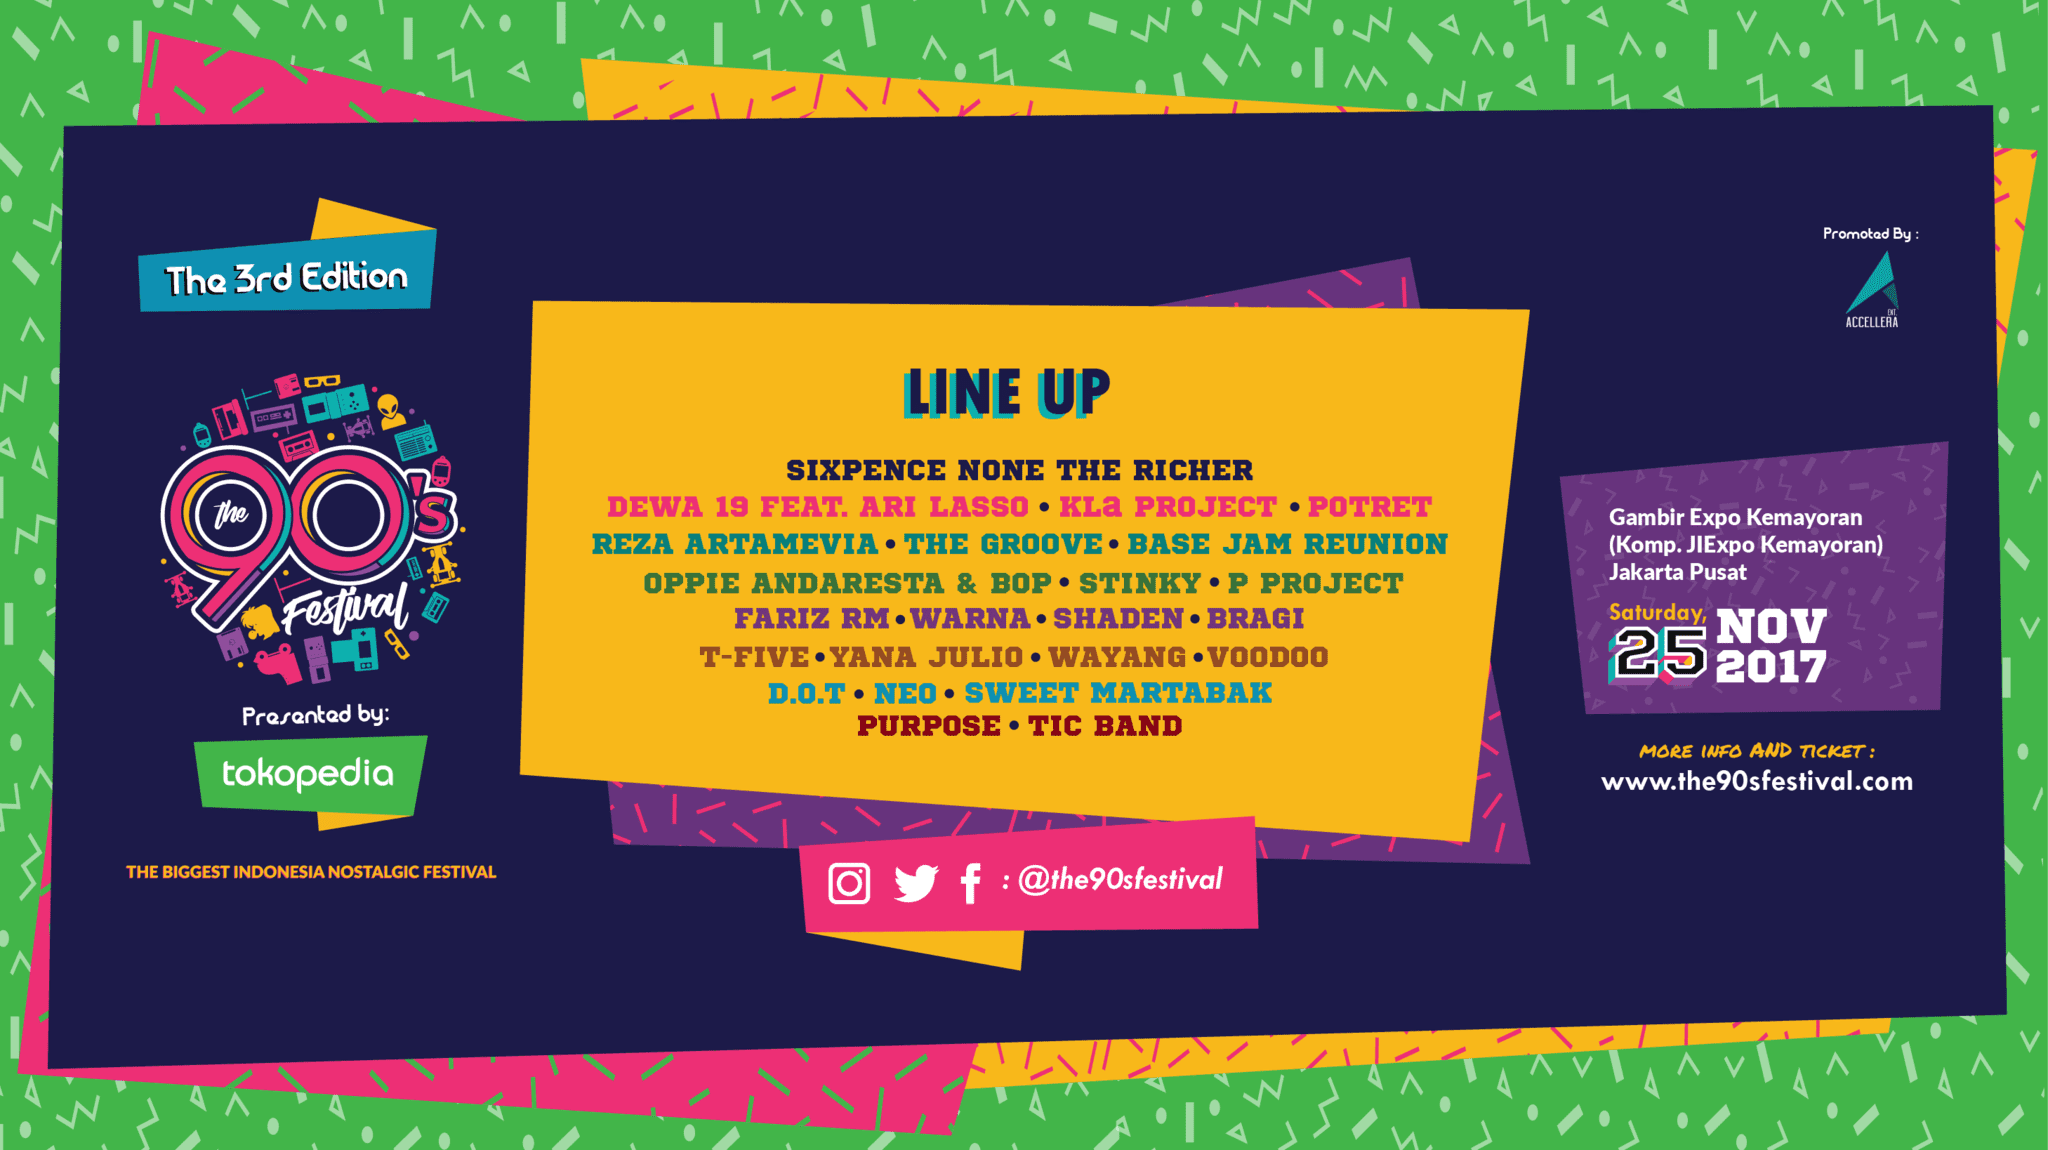 The 3rd Edition
the 90's
Festival
Presented by:
tokopedia
THE BIGGEST INDONESIA NOSTALGIC FESTIVAL
LINE UP
SIXPENCE NONE THE RICHER
DEWA 19 FEAT. ARI LASSO • KLa PROJECT • POTRET
REZA ARTAMEVIA • THE GROOVE • BASE JAM REUNION
OPPIE ANDARESTA & BOP • STINKY • P PROJECT
FARIZ RM • WARNA • SHADEN • BRAGI
T-FIVE • YANA JULIO • WAYANG • VOODOO
D.O.T • NEO • SWEET MARTABAK
PURPOSE • TIC BAND
: @the90sfestival
Promoted By :
ENT.
ACCELLERA
Gambir Expo Kemayoran
(Komp. JIExpo Kemayoran)
Jakarta Pusat
Saturday,
25 NOV
2017
MORE INFO AND TICKET :
www.the90sfestival.com